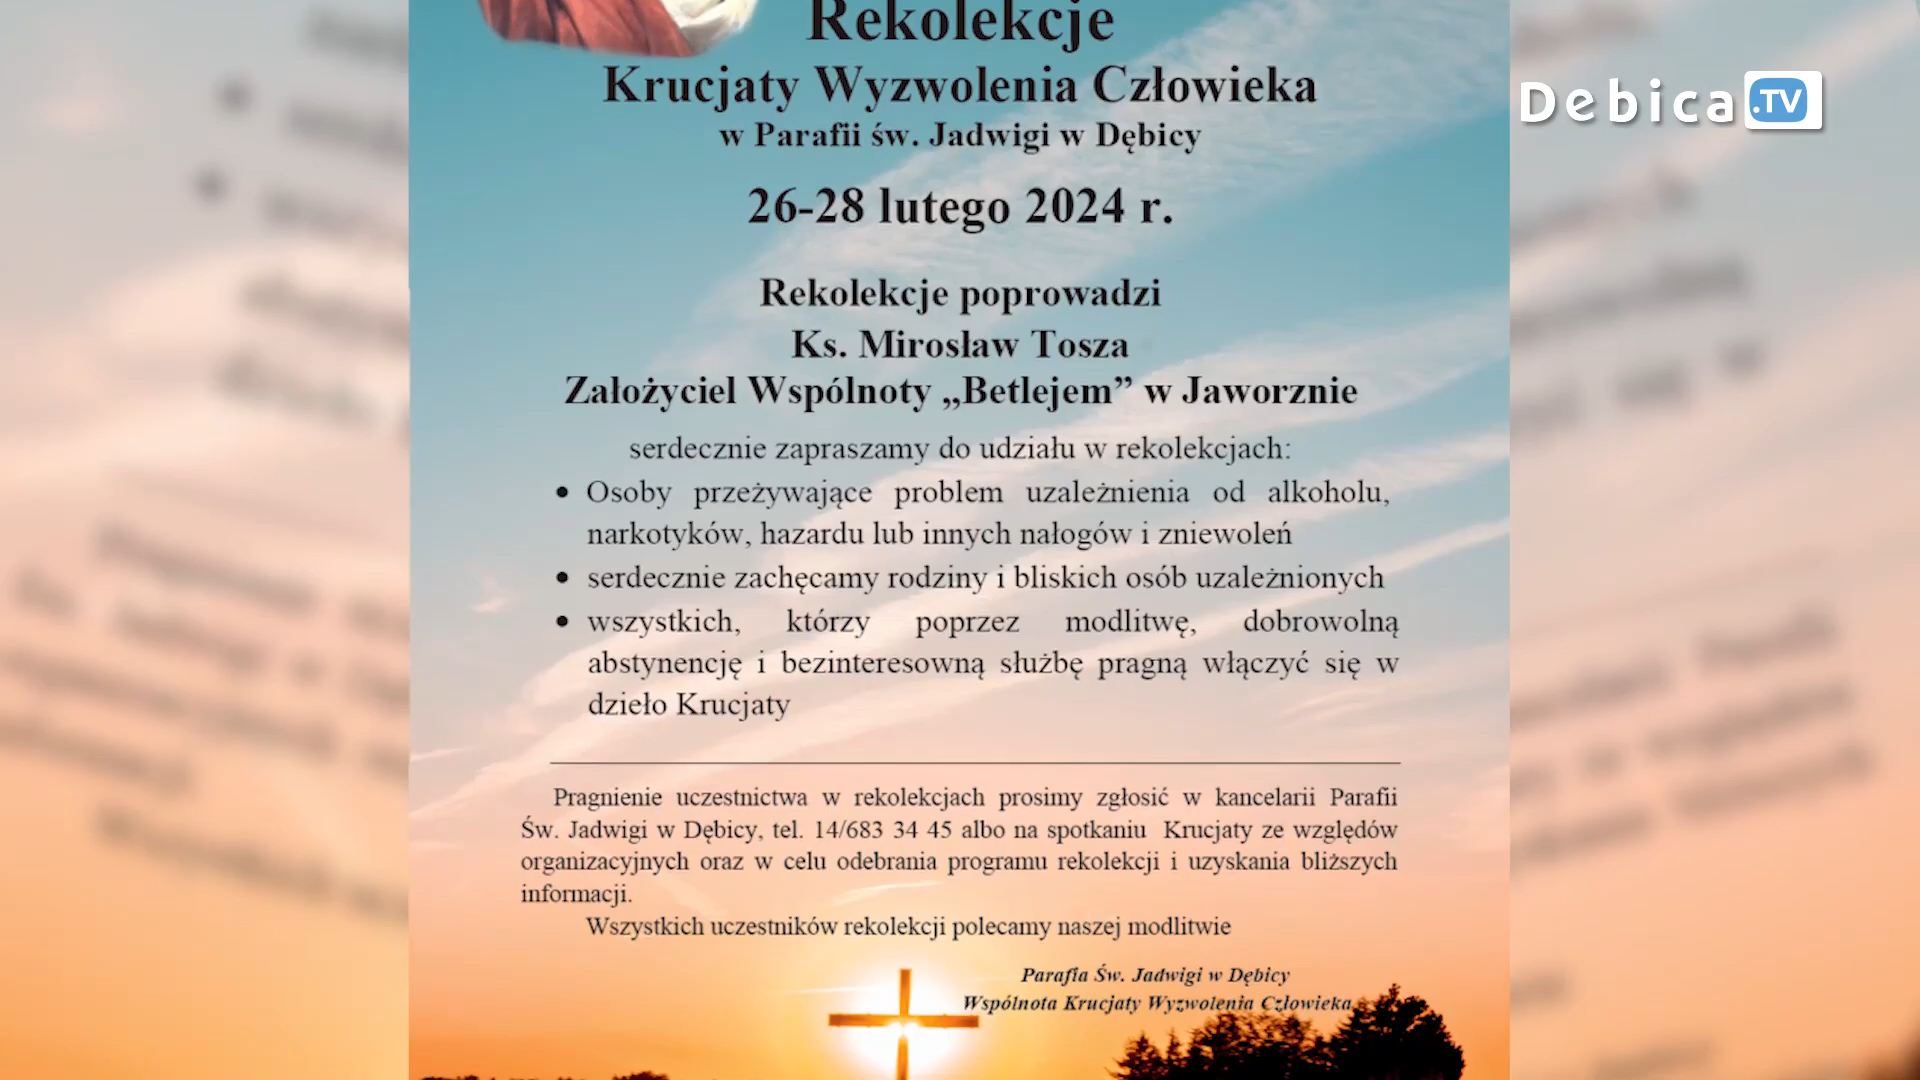 Rekolekcje
Krucjaty Wyzwolenia Człowieka
w Parafii św. Jadwigi w Dębicy
26-28 lutego 2024 r.
Rekolekcje poprowadzi
Ks. Mirosław Tosza
Założyciel Wspólnoty „Betlejem” w Jaworznie
serdecznie zapraszamy do udziału w rekolekcjach:
• Osoby przeżywające problem uzależnienia od alkoholu,
narkotyków, hazardu lub innych nałogów i zniewoleń
• serdecznie zachęcamy rodziny i bliskich osób uzależnionych
• wszystkich, którzy poprzez modlitwę, dobrowolną
abstynencję i bezinteresowną służbę pragną włączyć się w
dzieło Krucjaty
Pragnienie uczestnictwa w rekolekcjach prosimy zgłosić w kancelarii Parafii
Św. Jadwigi w Dębicy, tel. 14/683 34 45 albo na spotkaniu Krucjaty ze względów
organizacyjnych oraz w celu odebrania programu rekolekcji i uzyskania bliższych
informacji.
Wszystkich uczestników rekolekcji polecamy naszej modlitwie
Parafia Św. Jadwigi w Dębicy
Wspólnota Krucjaty Wyzwolenia Człowieka
Debica.TV